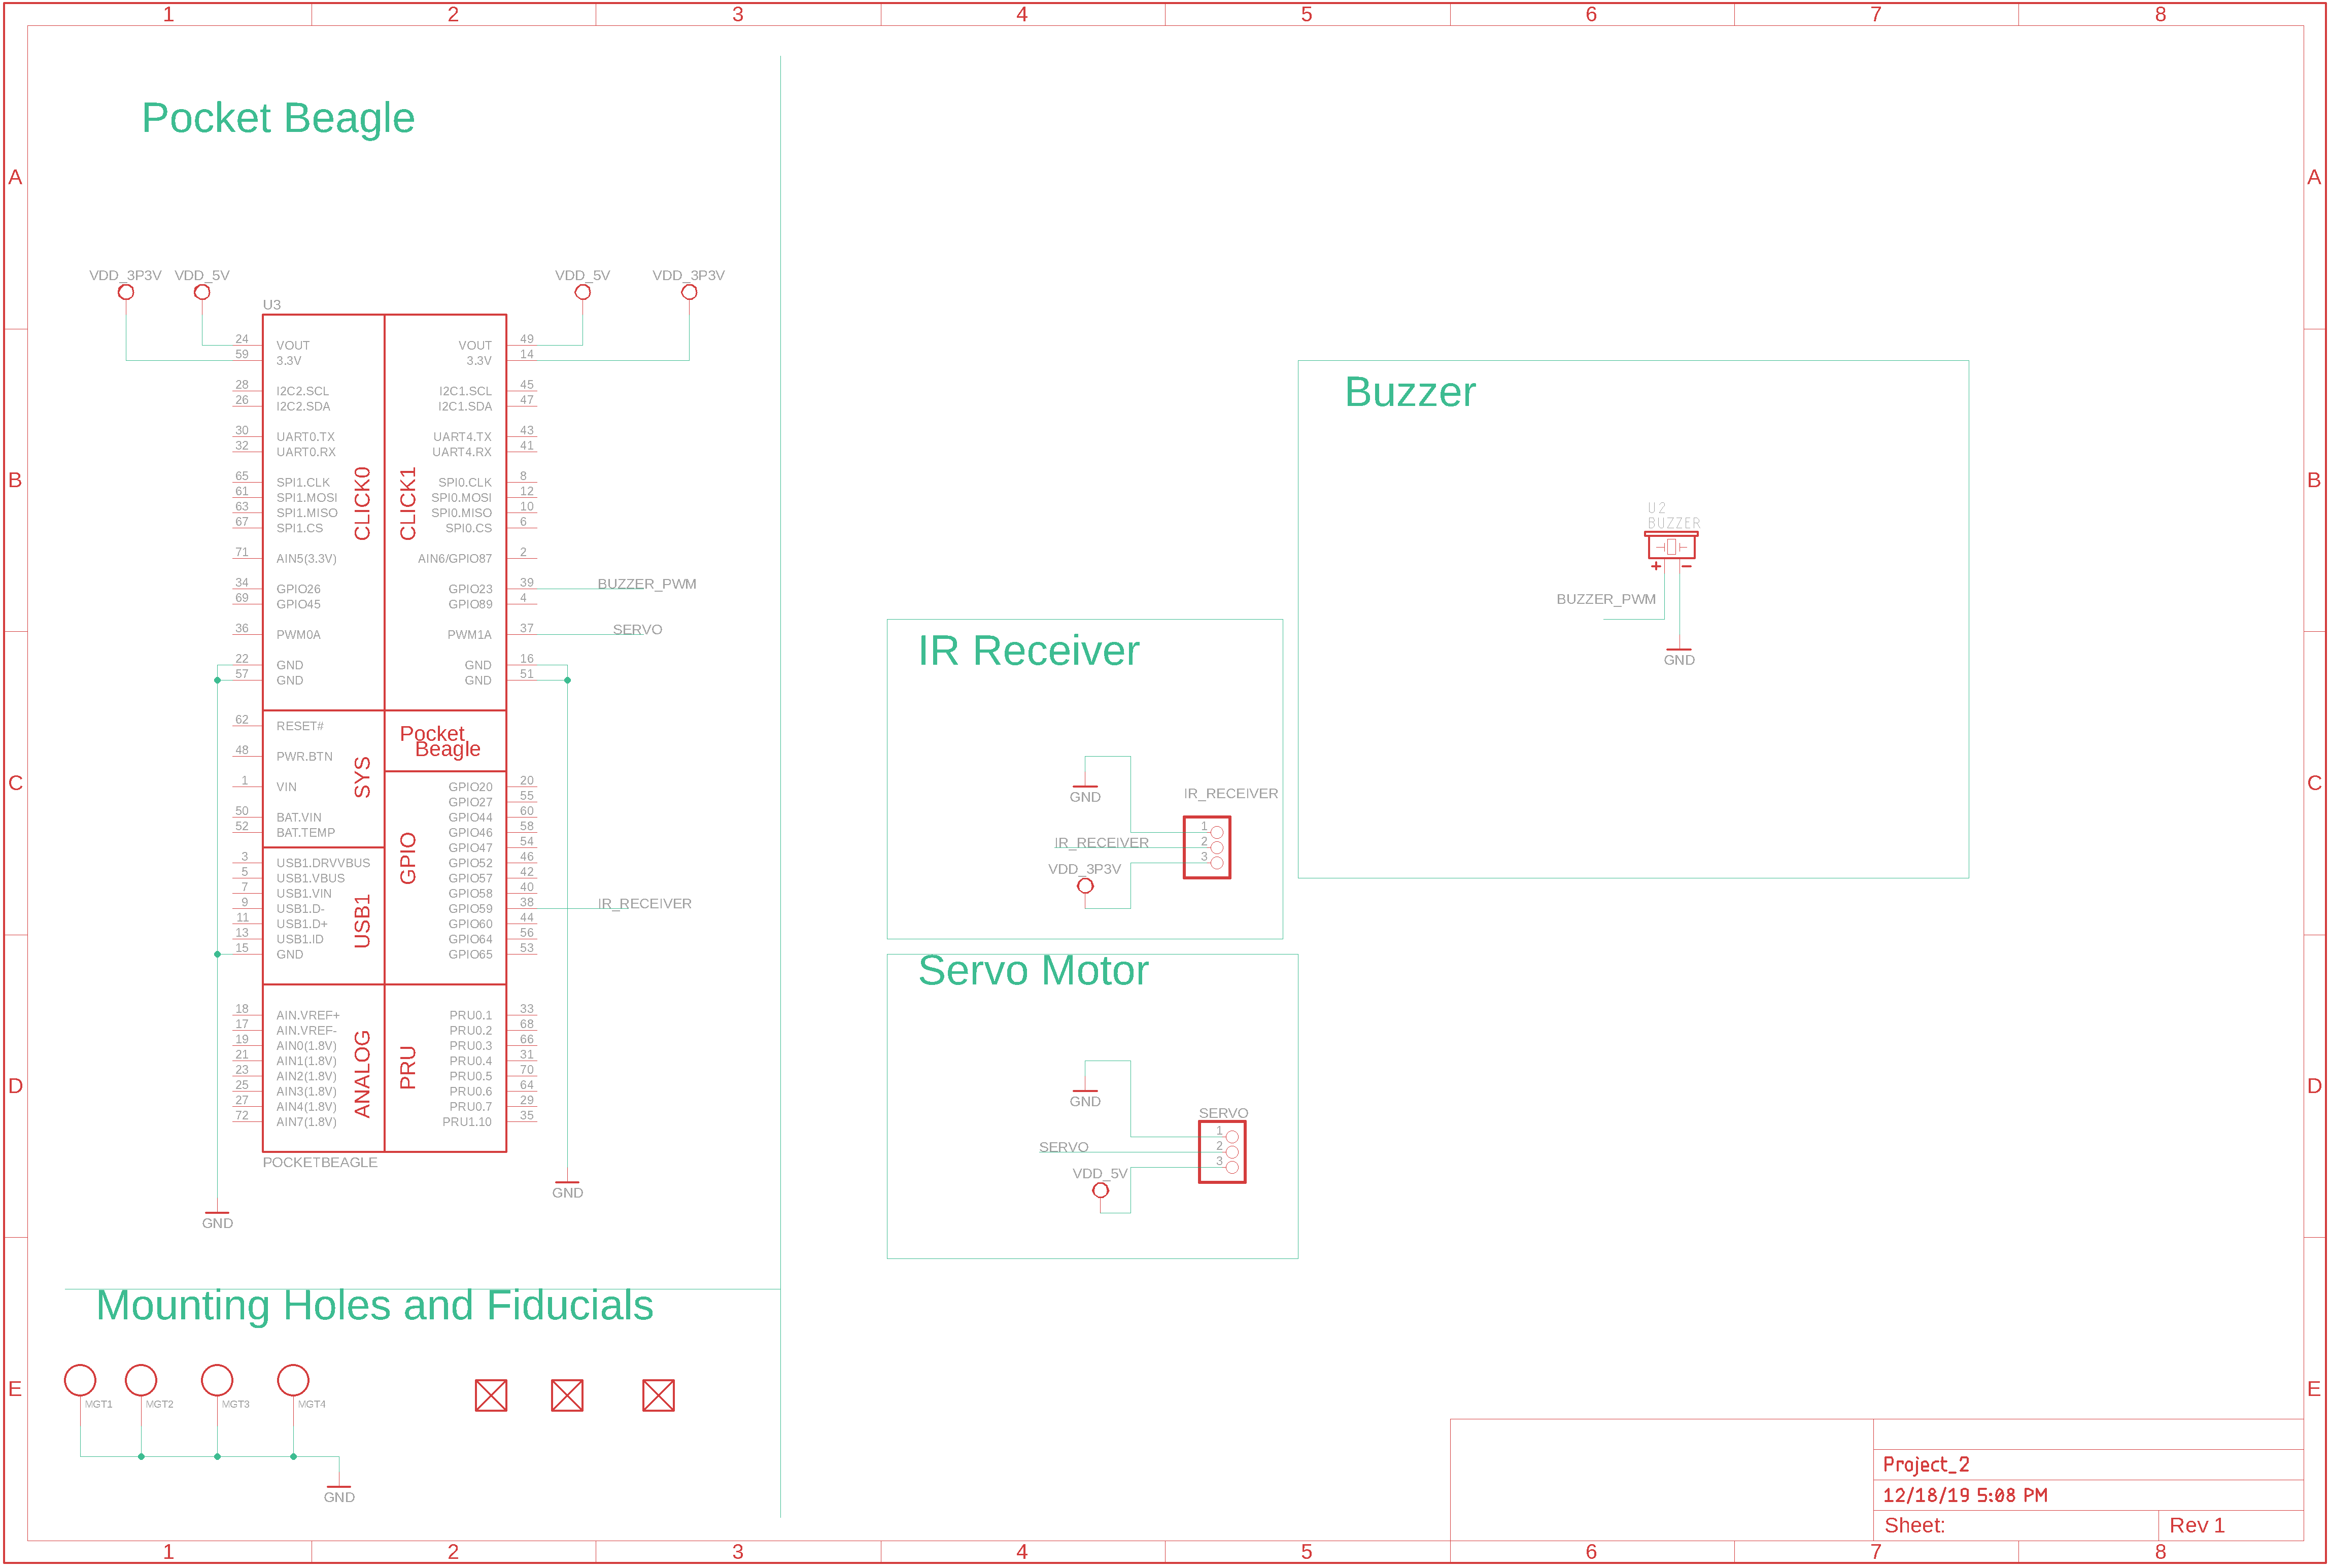 1 2 3 4 5 6 7 8
A
B
C
D
E
A
B
C
D
E
Pocket Beagle
VDD_3P3V VDD_5V
VDD_5V VDD_3P3V
U3
24 VOUT
59 3.3V
28 I2C2.SCL
26 I2C2.SDA
30 UART0.TX
32 UART0.RX
65 SPI1.CLK
61 SPI1.MOSI
63 SPI1.MISO
67 SPI1.CS
71 AIN5(3.3V)
34 GPIO26
69 GPIO45
36 PWM0A
22 GND
57 GND
CLICK0
CLICK1
VOUT 49
3.3V 14
I2C1.SCL 45
I2C1.SDA 47
UART4.TX 43
UART4.RX 41
SPI0.CLK 8
SPI0.MOSI 12
SPI0.MISO 10
SPI0.CS 6
AIN6/GPIO87 2
GPIO23 39 BUZZER_PWM
GPIO89 4
PWM1A 37 SERVO
GND 16
GND 51
62 RESET#
48 PWR.BTN
1 VIN
50 BAT.VIN
52 BAT.TEMP
SYS
Pocket
Beagle
3 USB1.DRVVBUS
5 USB1.VBUS
7 USB1.VIN
9 USB1.D-
11 USB1.D+
13 USB1.ID
15 GND
USB1
GPIO
GPIO20 20
GPIO27 55
GPIO44 60
GPIO46 58
GPIO47 54
GPIO52 46
GPIO57 42
GPIO58 40
GPIO59 38 IR_RECEIVER
GPIO60 44
GPIO64 56
GPIO65 53
18 AIN.VREF+
17 AIN.VREF-
19 AIN0(1.8V)
21 AIN1(1.8V)
23 AIN2(1.8V)
25 AIN3(1.8V)
27 AIN4(1.8V)
72 AIN7(1.8V)
ANALOG
PRU
PRU0.1 33
PRU0.2 68
PRU0.3 66
PRU0.4 31
PRU0.5 70
PRU0.6 64
PRU0.7 29
PRU1.10 35
POCKETBEAGLE
GND
GND
Mounting Holes and Fiducials
MGT1 MGT2 MGT3 MGT4
GND
IR Receiver
GND
IR_RECEIVER
1
IR_RECEIVER 2
3
VDD_3P3V
Servo Motor
GND
SERVO
1
SERVO 2
3
VDD_5V
Buzzer
U2
BUZZER
+ -
BUZZER_PWM
GND
Project_2
12/18/19 5:08 PM
Sheet: Rev 1
1 2 3 4 5 6 7 8